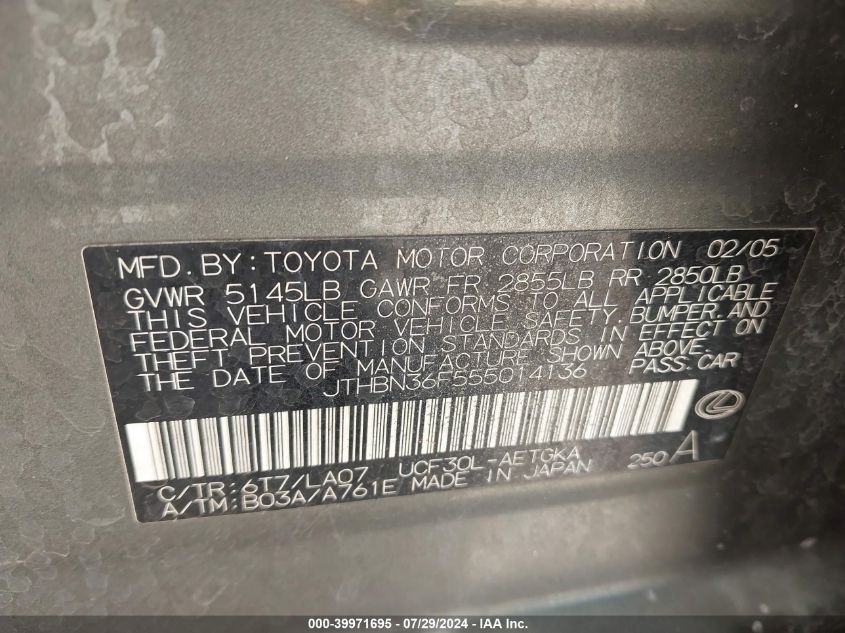 MFD. BY: TOYOTA MOTOR CORPORATION 02/05
GVWR 5145LB GAWR FR 2855LB RR 2850LB
THIS VEHICLE CONFORMS TO ALL APPLICABLE
FEDERAL MOTOR VEHICLE SAFETY, BUMPER, AND
THEFT PREVENTION STANDARDS IN EFFECT ON
THE DATE OF MANUFACTURE SHOWN ABOVE.
JTHBN36F555014136 PASS. CAR
C/TR: 6T7/LA07 UCF30L-AETGKA 250 A
A/TM: B03A/A761E MADE IN JAPAN
000-39971695 / 07/29/2024 - IAA Inc.